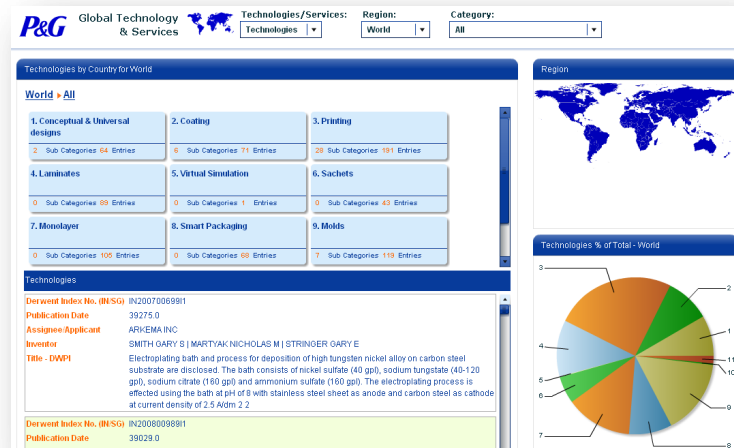 P&G Global Technology & Services
Technologies/Services: Region: Category:
Technologies World All
Technologies by Country for World
World ▸ All
1. Conceptual & Universal designs
2 Sub Categories 64 Entries
2. Coating
6 Sub Categories 71 Entries
3. Printing
28 Sub Categories 191 Entries
4. Laminates
0 Sub Categories 89 Entries
5. Virtual Simulation
0 Sub Categories 1 Entries
6. Sachets
0 Sub Categories 43 Entries
7. Monolayer
0 Sub Categories 105 Entries
8. Smart Packaging
0 Sub Categories 68 Entries
9. Molds
7 Sub Categories 118 Entries
Technologies
Derwent Index No. (IN/SG) IN200700699I1
Publication Date 39275.0
Assignee/Applicant ARKEMA INC
Inventor SMITH GARY S | MARTYAK NICHOLAS M | STRINGER GARY E
Title - DWPI Electroplating bath and process for deposition of high tungsten nickel alloy on carbon steel
substrate are disclosed. The bath consists of nickel sulfate (40 gpl), sodium tungstate (40-120
gpl), sodium citrate (160 gpl) and ammonium sulfate (160 gpl). The electroplating process is
effected using the bath at pH of 8 with stainless steel sheet as anode and carbon steel as cathode
at current density of 2.5 A/dm 2 2
Derwent Index No. (IN/SG) IN200800989I1
Publication Date 39029.0
Region
Technologies % of Total - World
3
2
1
4
11
10
5
6
9
7
8